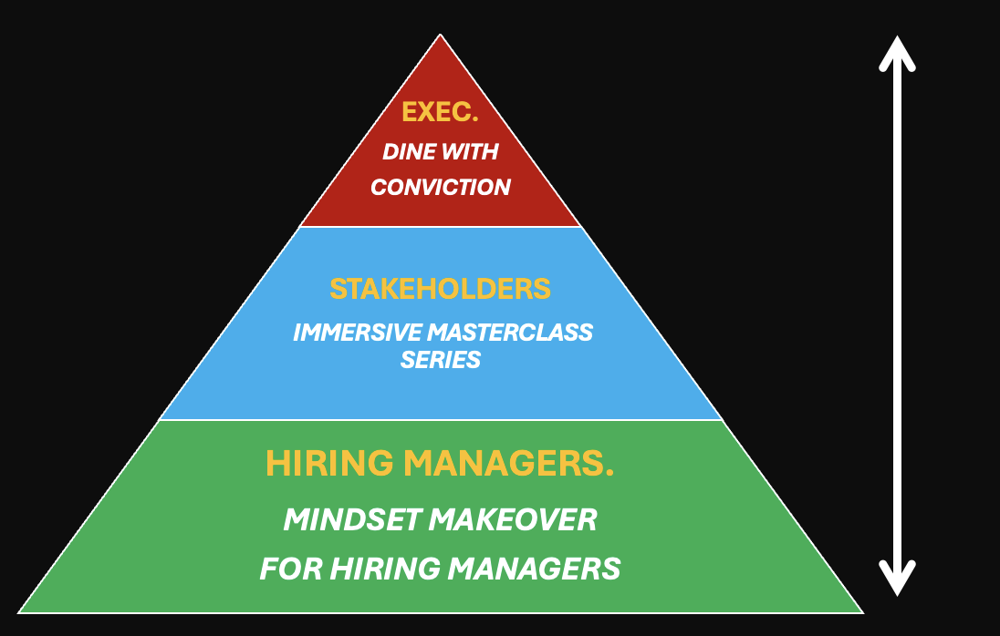 EXEC.
DINE WITH
CONVICTION
STAKEHOLDERS
IMMERSIVE MASTERCLASS
SERIES
HIRING MANAGERS.
MINDSET MAKEOVER
FOR HIRING MANAGERS